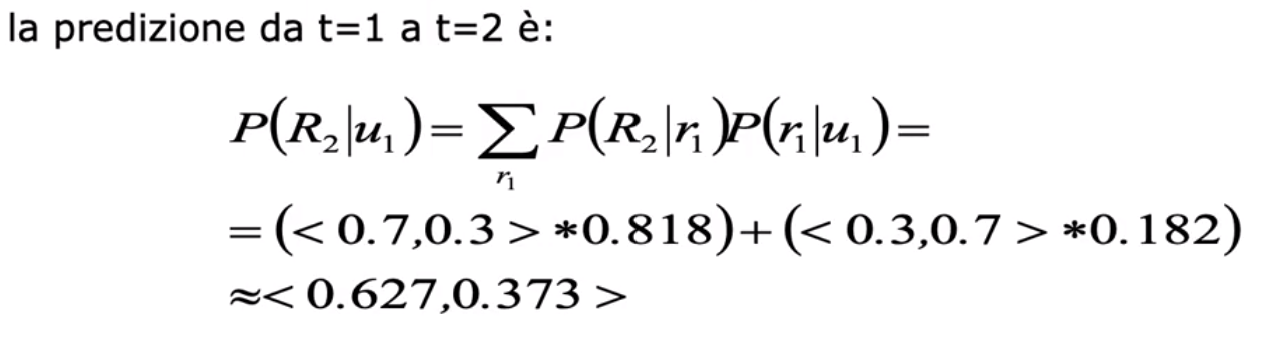 la predizione da t=1 a t=2 è:
P(R₂|u₁)= ∑ P(R₂|r₁)P(r₁|u₁)=
r₁
= (< 0.7,0.3 > *0.818)+(< 0.3,0.7 > *0.182)
≈< 0.627,0.373 >